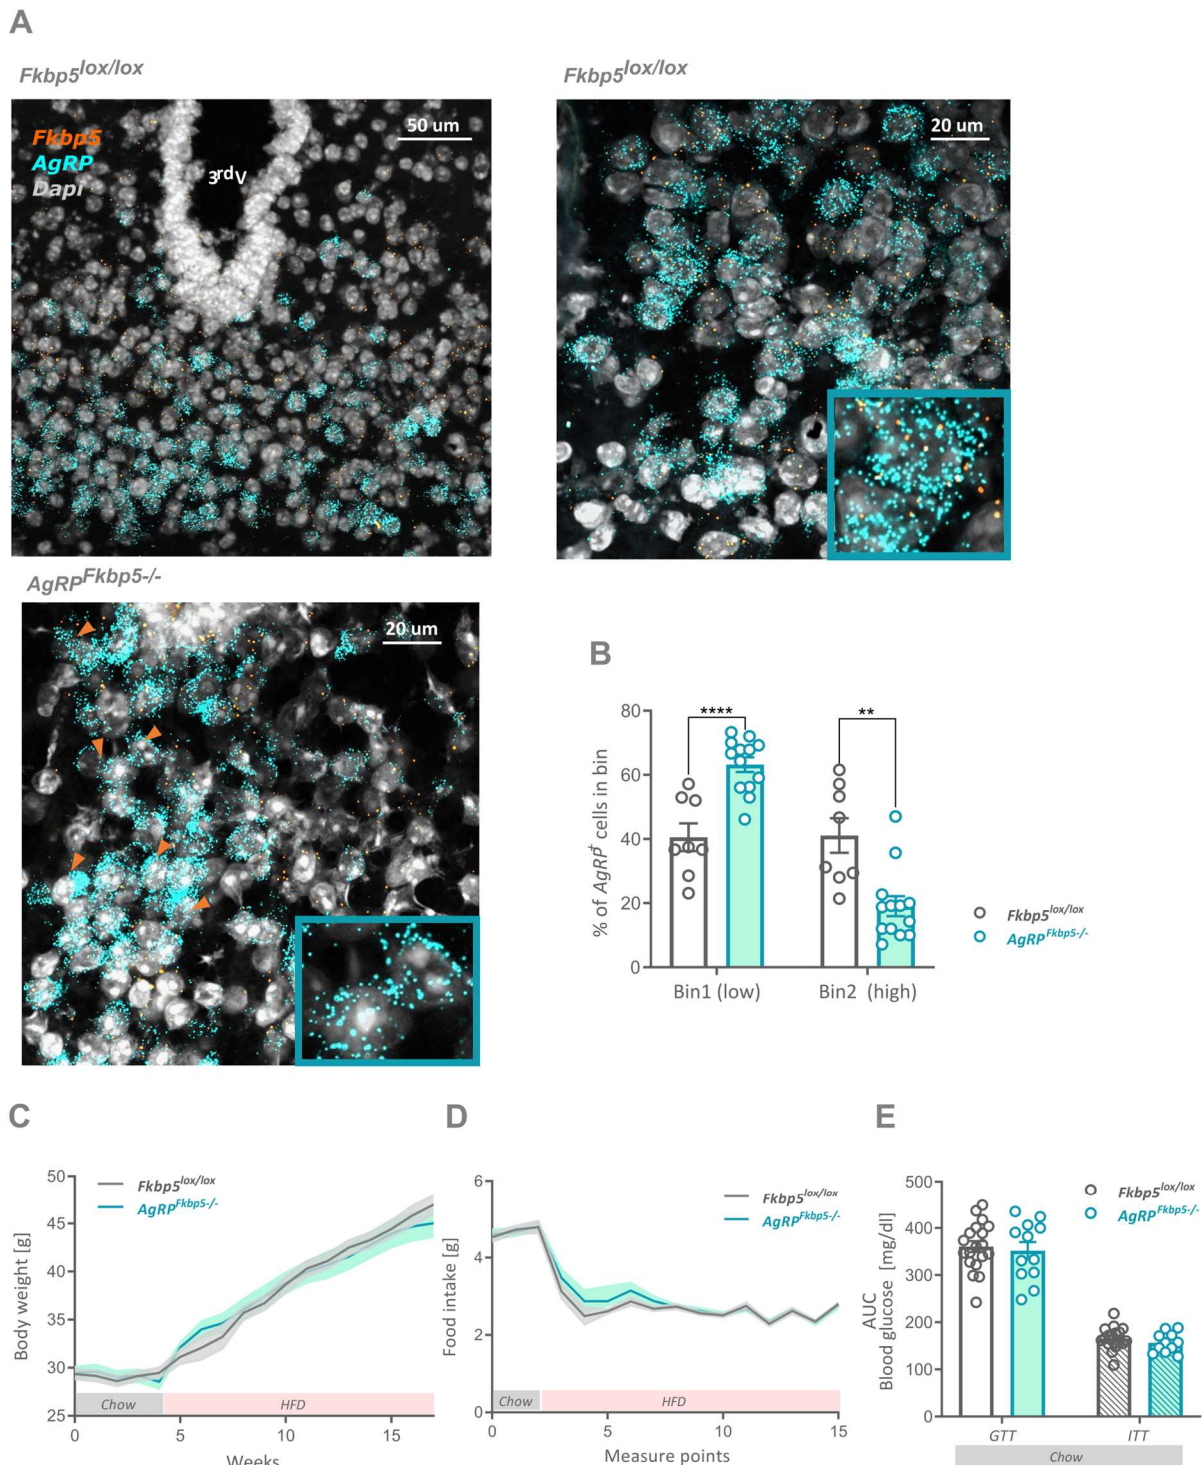 A
Fkbp5lox/lox
Fkbp5lox/lox
Fkbp5
AgRP
Dapi
50 um
3rdV
20 um
AgRPFkbp5-/-
20 um
B
80
60
40
20
0
% of AgRP+ cells in bin
****
**
Bin1 (low)
Bin2 (high)
Fkbp5lox/lox
AgRPFkbp5-/-
C
50
45
40
35
30
25
Body weight [g]
Fkbp5lox/lox
AgRPFkbp5-/-
Chow
HFD
0
5
10
15
Weeks
D
6
4
2
0
Food intake [g]
Fkbp5lox/lox
AgRPFkbp5-/-
Chow
HFD
0
5
10
15
Measure points
E
500
400
300
200
100
0
AUC
Blood glucose [mg/dl]
Fkbp5lox/lox
AgRPFkbp5-/-
GTT
ITT
Chow